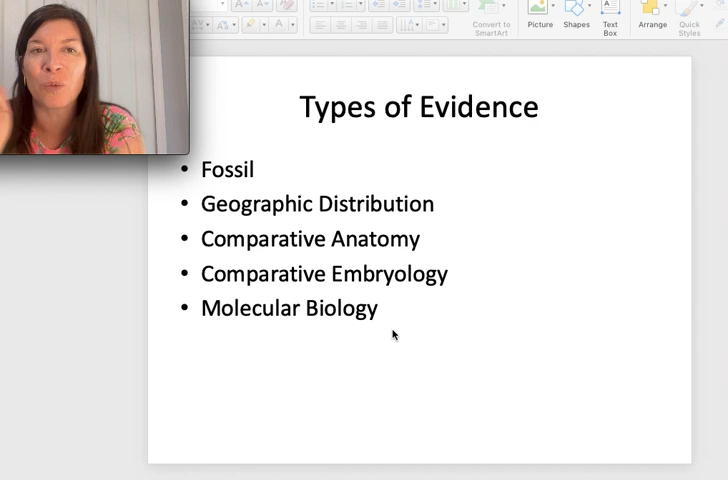 Convert to
SmartArt
Picture
Shapes
Text
Box
Arrange
Quick
Styles
Types of Evidence
• Fossil
• Geographic Distribution
• Comparative Anatomy
• Comparative Embryology
• Molecular Biology